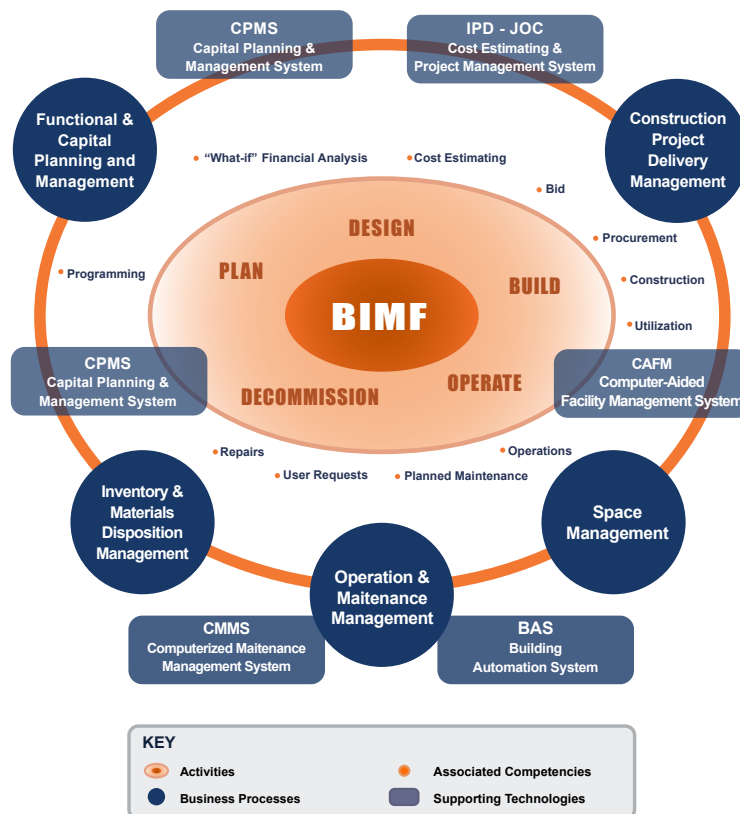 CPMS
Capital Planning &
Management System
IPD - JOC
Cost Estimating &
Project Management System
Functional &
Capital
Planning and
Management
Construction
Project
Delivery
Management
“What-if” Financial Analysis
Cost Estimating
Bid
Procurement
Construction
Utilization
Programming
DESIGN
PLAN
BUILD
BIMF
DECOMMISSION
OPERATE
CPMS
Capital Planning &
Management System
CAFM
Computer-Aided
Facility Management System
Repairs
User Requests
Planned Maintenance
Operations
Inventory &
Materials
Disposition
Management
Space
Management
Operation &
Maitenance
Management
CMMS
Computerized Maitenance
Management System
BAS
Building
Automation System
KEY
Activities
Associated Competencies
Business Processes
Supporting Technologies